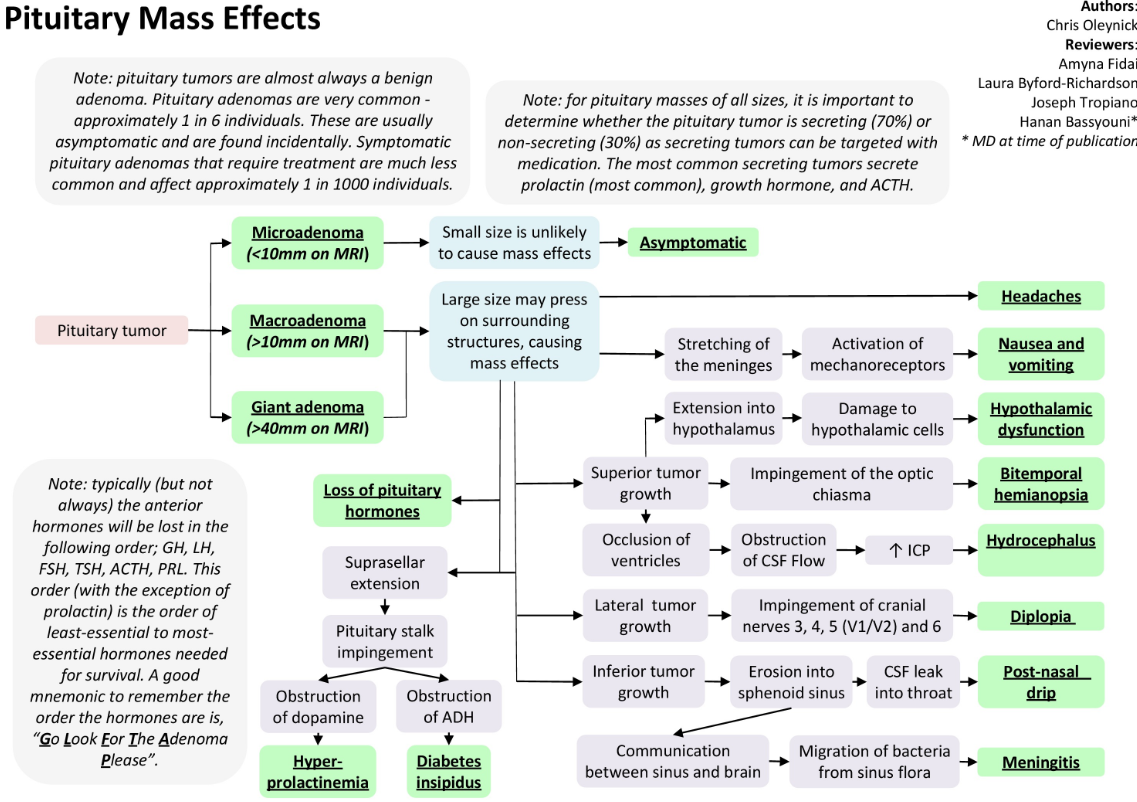 Pituitary Mass Effects
Authors:
Chris Oleynick
Reviewers:
Amyna Fidai
Laura Byford-Richardson
Joseph Tropiano
Hanan Bassyouni*
* MD at time of publication
Note: pituitary tumors are almost always a benign
adenoma. Pituitary adenomas are very common -
approximately 1 in 6 individuals. These are usually
asymptomatic and are found incidentally. Symptomatic
pituitary adenomas that require treatment are much less
common and affect approximately 1 in 1000 individuals.
Note: for pituitary masses of all sizes, it is important to
determine whether the pituitary tumor is secreting (70%) or
non-secreting (30%) as secreting tumors can be targeted with
medication. The most common secreting tumors secrete
prolactin (most common), growth hormone, and ACTH.
Microadenoma
(<10mm on MRI)
Small size is unlikely
to cause mass effects
Asymptomatic
Pituitary tumor
Macroadenoma
(>10mm on MRI)
Large size may press
on surrounding
structures, causing
mass effects
Headaches
Stretching of
the meninges
Activation of
mechanoreceptors
Nausea and
vomiting
Giant adenoma
(>40mm on MRI)
Extension into
hypothalamus
Damage to
hypothalamic cells
Hypothalamic
dysfunction
Superior tumor
growth
Impingement of the optic
chiasma
Bitemporal
hemianopsia
Loss of pituitary
hormones
Occlusion of
ventricles
Obstruction
of CSF Flow
↑ ICP
Hydrocephalus
Note: typically (but not
always) the anterior
hormones will be lost in the
following order; GH, LH,
FSH, TSH, ACTH, PRL. This
order (with the exception of
prolactin) is the order of
least-essential to most-
essential hormones needed
for survival. A good
mnemonic to remember the
order the hormones are is,
“Go Look For The Adenoma
Please”.
Suprasellar
extension
Lateral tumor
growth
Impingement of cranial
nerves 3, 4, 5 (V1/V2) and 6
Diplopia
Pituitary stalk
impingement
Inferior tumor
growth
Erosion into
sphenoid sinus
CSF leak
into throat
Post-nasal
drip
Obstruction
of dopamine
Obstruction
of ADH
Hyper-
prolactinemia
Diabetes
insipidus
Communication
between sinus and brain
Migration of bacteria
from sinus flora
Meningitis